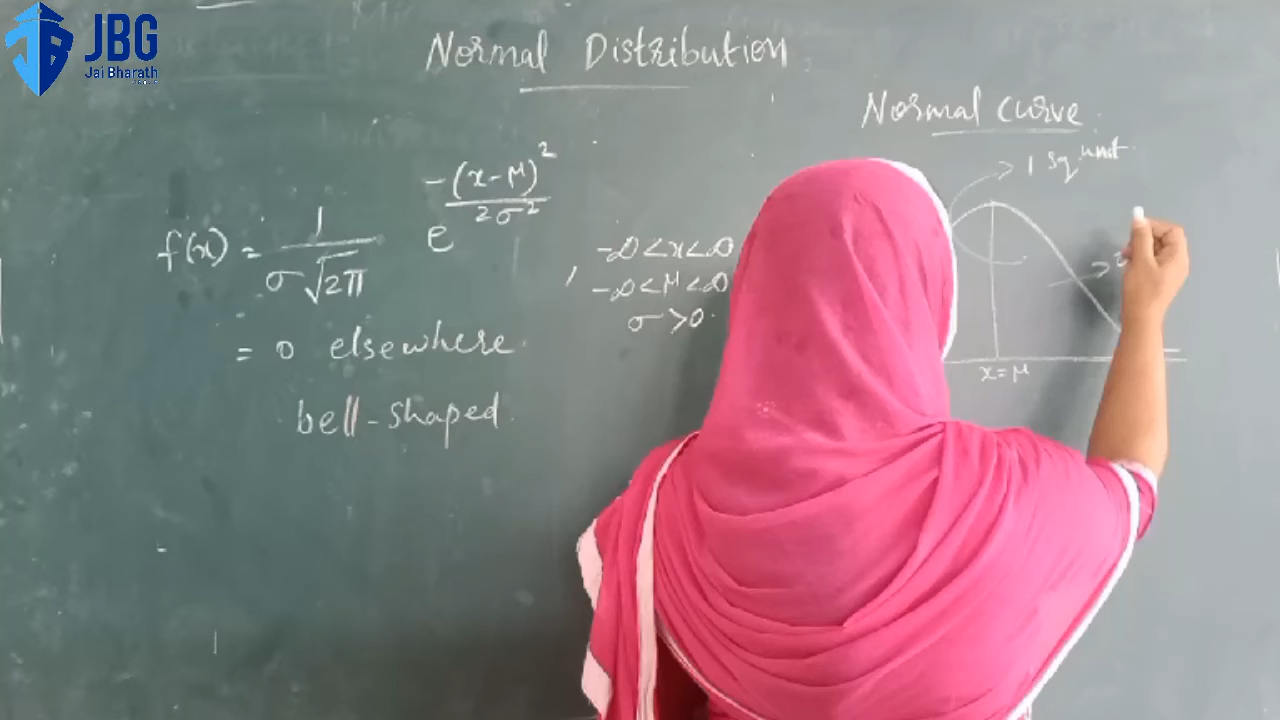 JBG
Jai Bharath
Normal Distribution
Normal curve
1 sq unit
f(x) = 1/σ√2π e^-(x-μ)²/2σ²
, -∞<x<∞
-∞<μ<∞
σ>0.
= 0 elsewhere.
bell-shaped.
x=μ